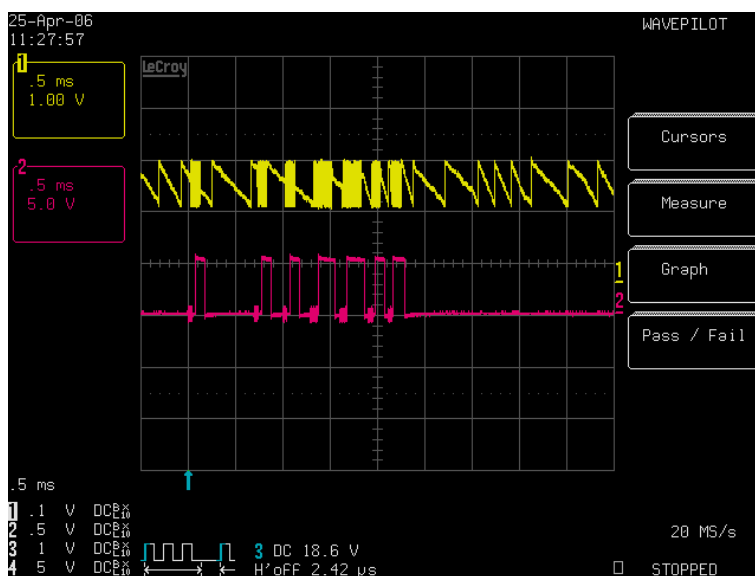 25-Apr-06
11:27:57
WAVEPILOT
1
.5 ms
1.00 V
LeCroy
2
.5 ms
5.0 V
Cursors
Measure
Graph
Pass / Fail
1
2
.5 ms
1 .1 V DC
2 .5 V DC
3 1 V DC
4 5 V DC
3 DC 18.6 V
H'oFF 2.42 µs
20 MS/s
STOPPED